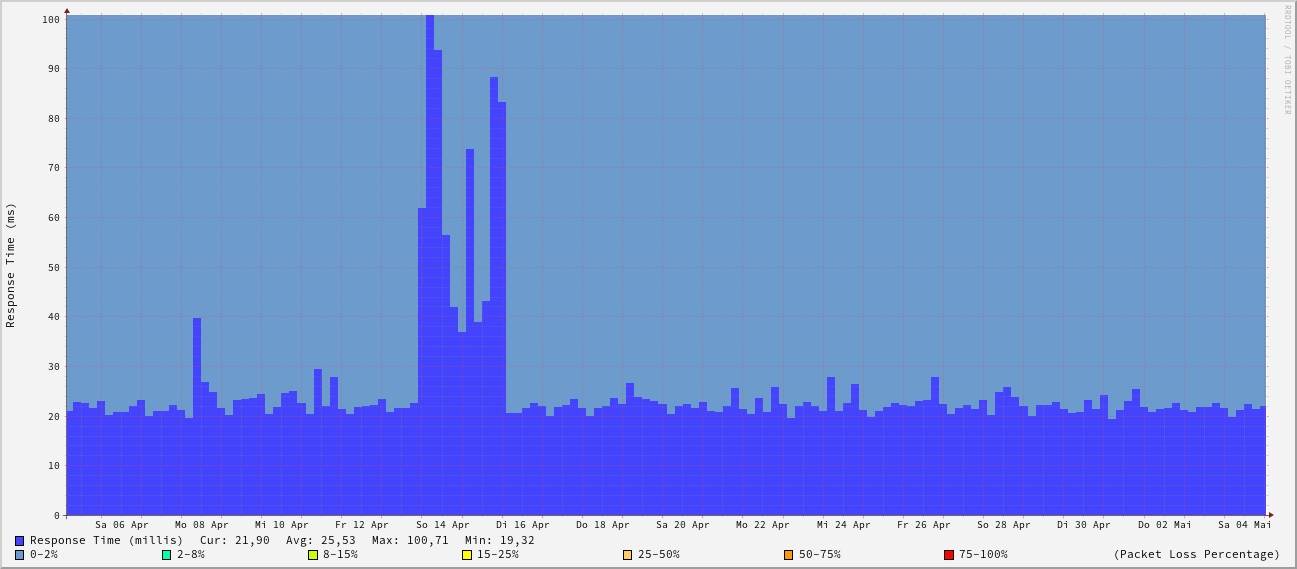 RRDTOOL / TOBI OETIKER
Response Time (ms)
100
90
80
70
60
50
40
30
20
10
0
Sa 06 Apr Mo 08 Apr Mi 10 Apr Fr 12 Apr So 14 Apr Di 16 Apr Do 18 Apr Sa 20 Apr Mo 22 Apr Mi 24 Apr Fr 26 Apr So 28 Apr Di 30 Apr Do 02 Mai Sa 04 Mai
Response Time (millis) Cur: 21,90 Avg: 25,53 Max: 100,71 Min: 19,32
0-2% 2-8% 8-15% 15-25% 25-50% 50-75% 75-100% (Packet Loss Percentage)